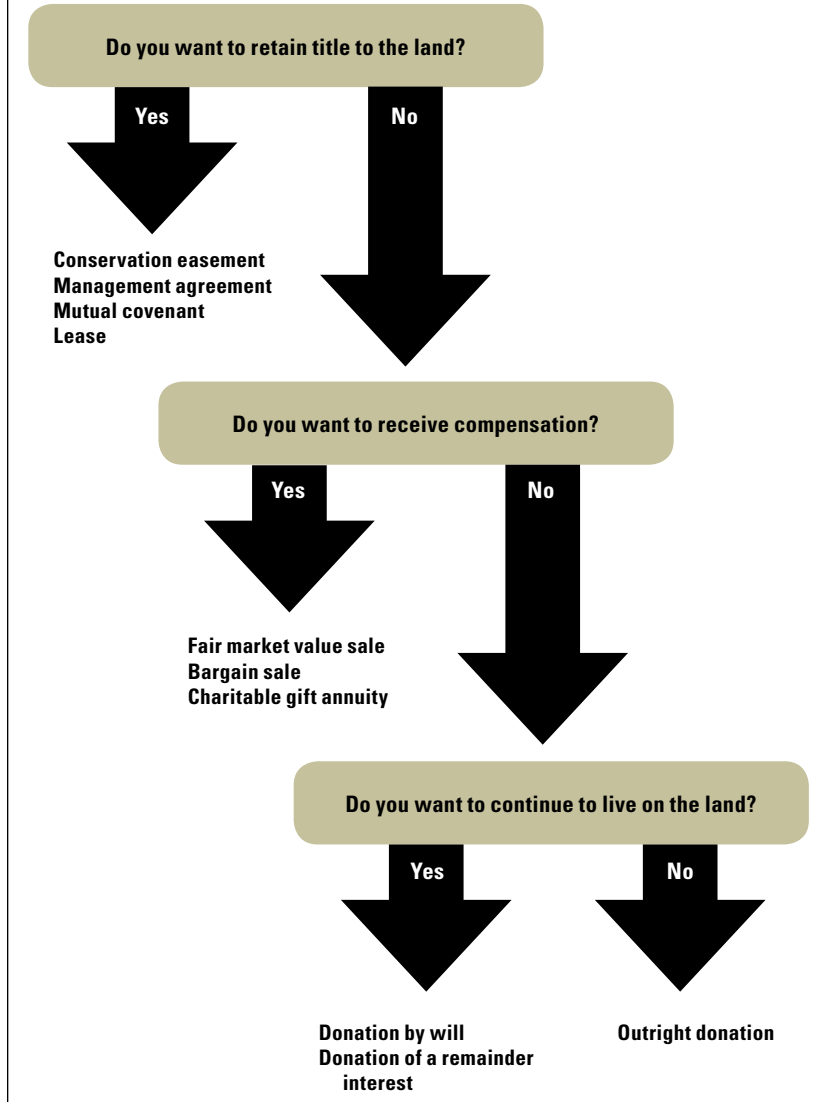 Do you want to retain title to the land?
Yes
No
Conservation easement
Management agreement
Mutual covenant
Lease
Do you want to receive compensation?
Yes
No
Fair market value sale
Bargain sale
Charitable gift annuity
Do you want to continue to live on the land?
Yes
No
Donation by will
Donation of a remainder
interest
Outright donation